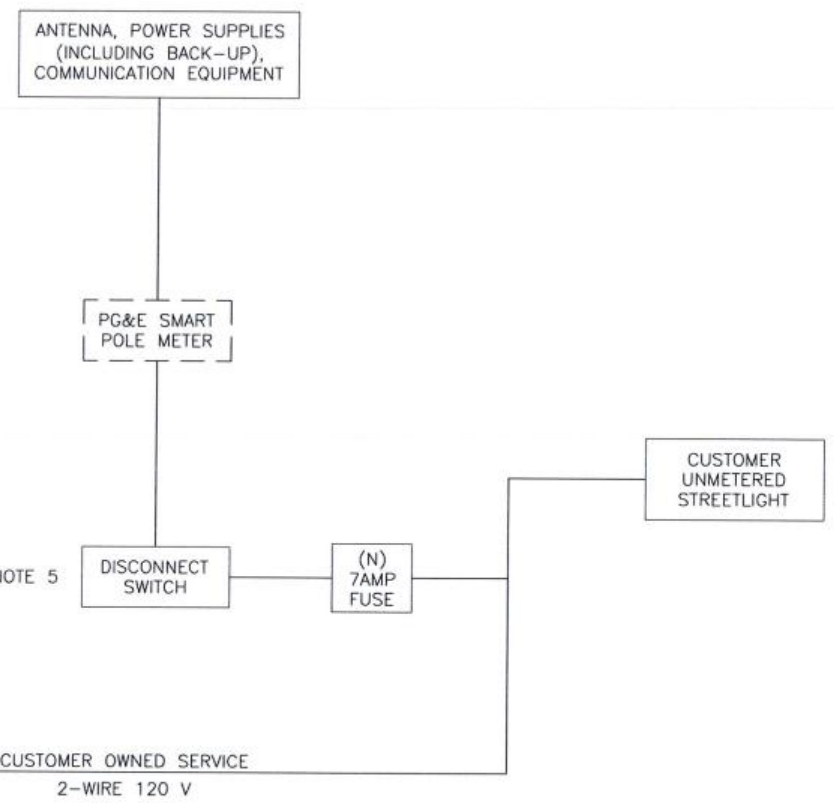 ANTENNA, POWER SUPPLIES
(INCLUDING BACK-UP),
COMMUNICATION EQUIPMENT
PG&E SMART
POLE METER
CUSTOMER
UNMETERED
STREETLIGHT
5
DISCONNECT
SWITCH
(N)
7AMP
FUSE
CUSTOMER OWNED SERVICE
2-WIRE 120 V